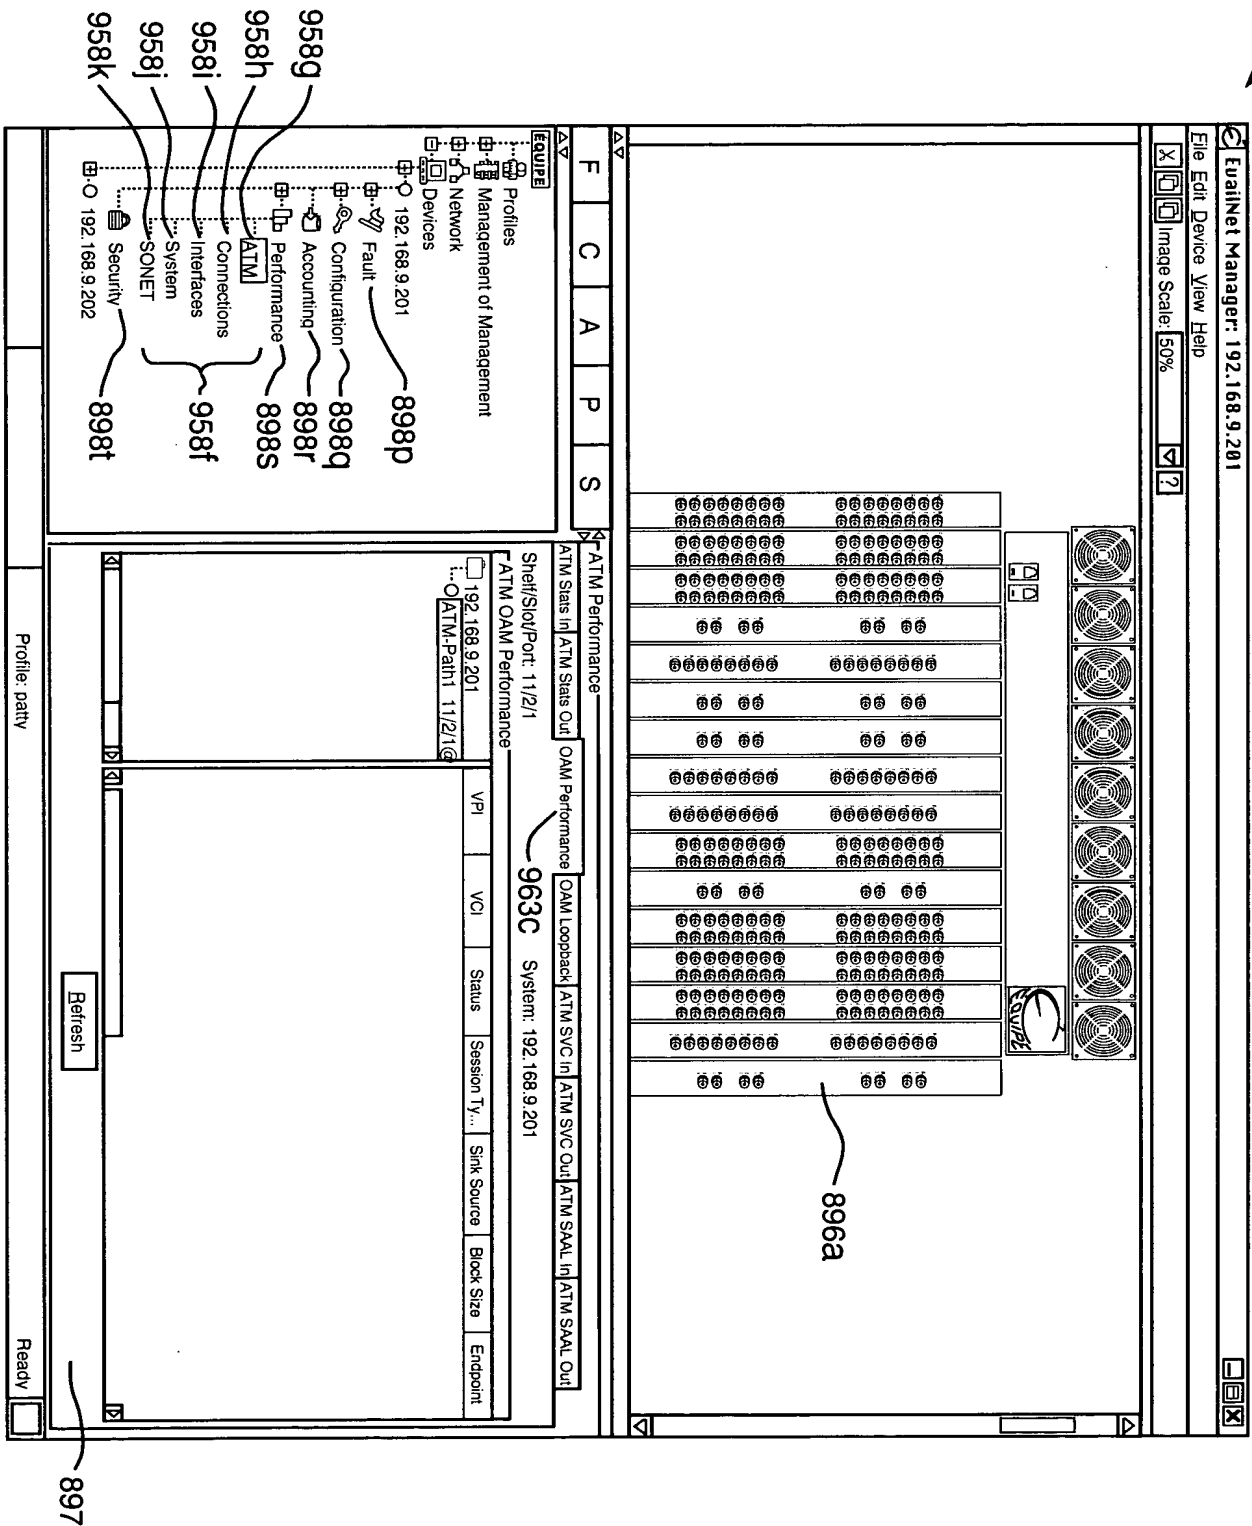 EuailNet Manager: 192.168.9.201
File Edit Device View Help
Image Scale: 50% ?
EQUIPE
896a
F C A P S
EQUIPE
Profiles
Management of Management
Network
Devices
192.168.9.201
Fault
Configuration
Accounting
Performance
ATM
Connections
Interfaces
System
SONET
Security
192.168.9.202
898p
898q
898r
898s
958f
898t
958g
958h
958i
958j
958k
ATM Performance
ATM Stats In ATM Stats Out OAM Performance OAM Loopback ATM SVC In ATM SVC Out ATM SAAL In ATM SAAL Out
Shelf/Slot/Port: 11/2/1 963C System: 192.168.9.201
ATM OAM Performance
192.168.9.201
ATM-Path1 11/2/1@
VPI VCI Status Session Ty... Sink Source Block Size Endpoint
Refresh
897
Profile: patty Ready